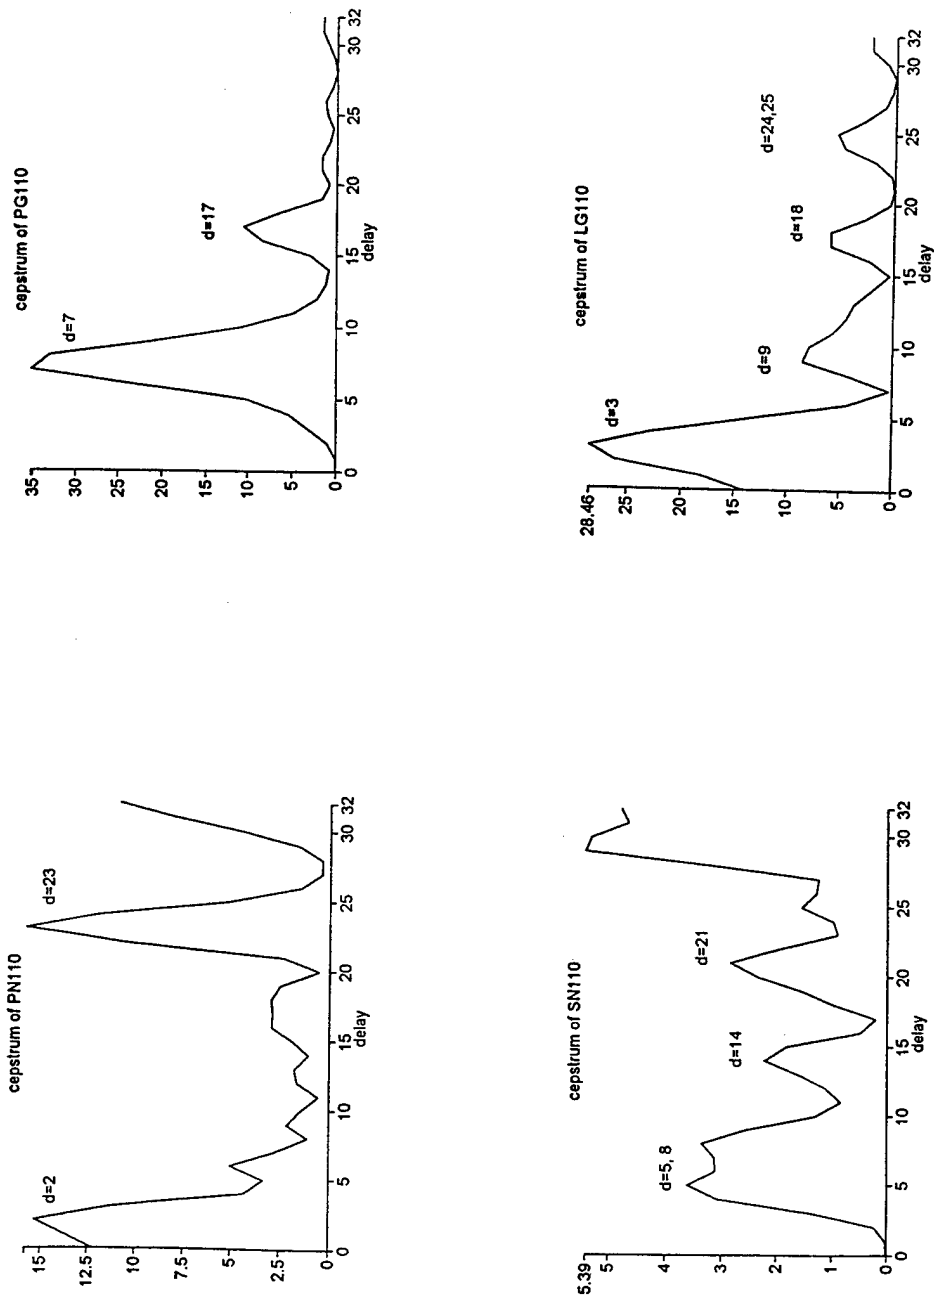 cepstrum of PN110
15
12.5
10
7.5
5
2.5
0
d=2
d=23
0 5 10 15 20 25 30 32
delay
cepstrum of PG110
35
30
25
20
15
10
5
0
d=7
d=17
0 5 10 15 20 25 30 32
delay
cepstrum of SN110
5.39
5
4
3
2
1
0
d=5, 8
d=14
d=21
0 5 10 15 20 25 30 32
delay
cepstrum of LG110
28.46
25
20
15
10
5
0
d=3
d=9
d=18
d=24,25
0 5 10 15 20 25 30 32
delay